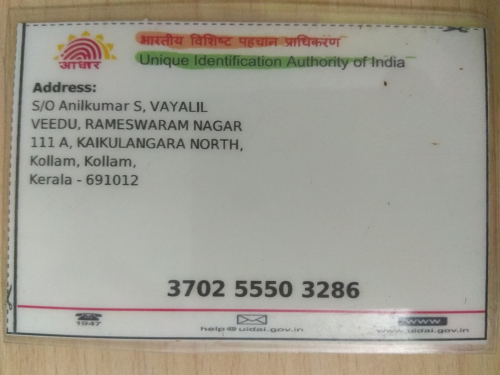 भारतीय विशिष्ट पहचान प्राधिकरण
Unique Identification Authority of India
आधार
Address:
S/O Anilkumar S, VAYALIL
VEEDU, RAMESWARAM NAGAR
111 A, KAIKULANGARA NORTH,
Kollam, Kollam,
Kerala - 691012
3702 5550 3286
1947
help@uidai.gov.in
www
www.uidai.gov.in